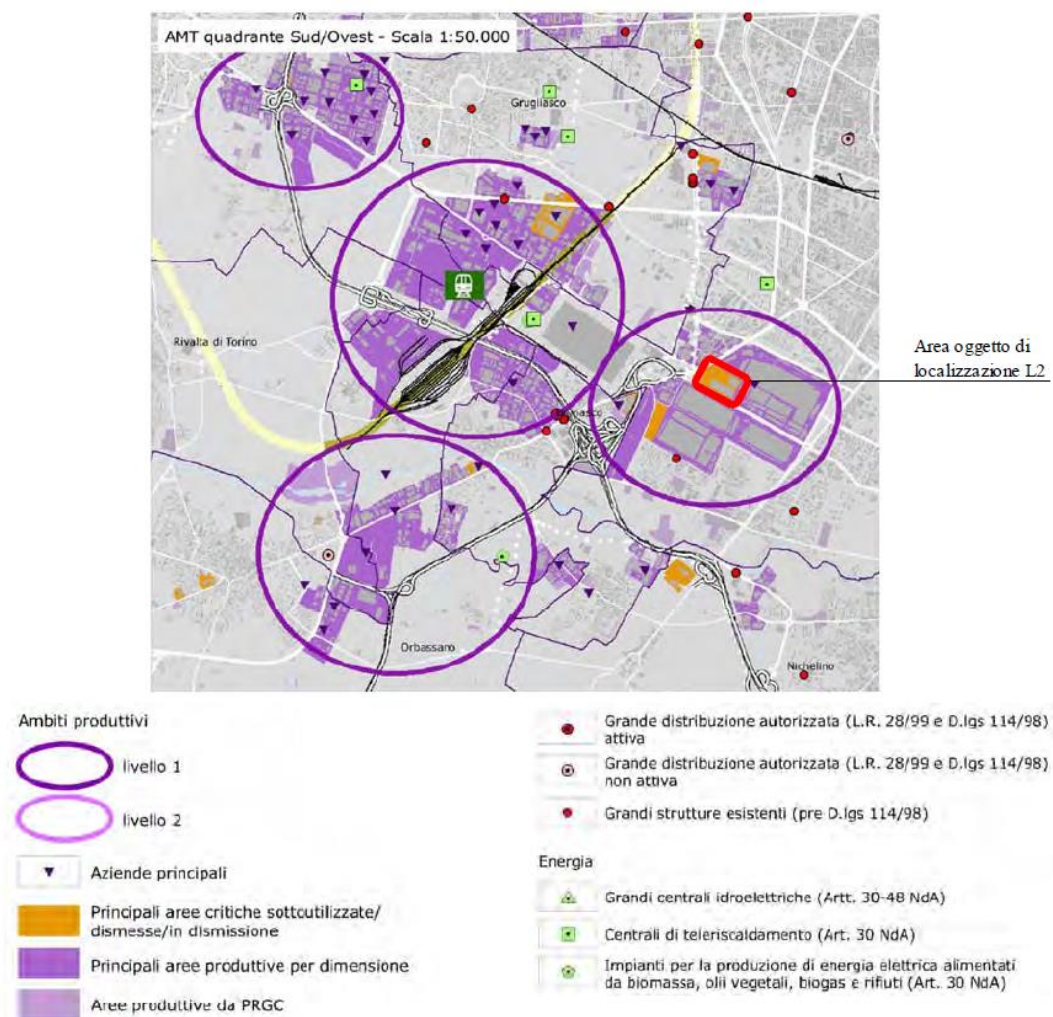 AMT quadrante Sud/Ovest - Scala 1:50.000
Grugliasco
Rivalta di Torino
Area oggetto di
localizzazione L2
Orbassano
Nichelino
Ambiti produttivi
livello 1
livello 2
Aziende principali
Principali aree critiche sottoutilizzate/
dismesse/in dismissione
Principali aree produttive per dimensione
Aree produttive da PRGC
Grande distribuzione autorizzata (L.R. 28/99 e D.lgs 114/98)
attiva
Grande distribuzione autorizzata (L.R. 28/99 e D.lgs 114/98)
non attiva
Grandi strutture esistenti (pre D.lgs 114/98)
Energia
Grandi centrali idroelettriche (Artt. 30-48 NdA)
Centrali di teleriscaldamento (Art. 30 NdA)
Impianti per la produzione di energia elettrica alimentati
da biomassa, olii vegetali, biogas e rifiuti (Art. 30 NdA)